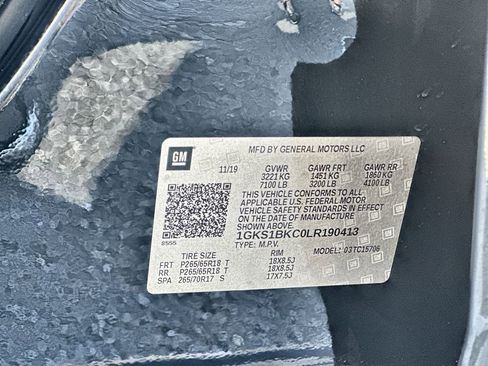 GM
MFD BY GENERAL MOTORS LLC
11/19 GVWR GAWR FRT GAWR RR
3221 KG 1451 KG 1860 KG
7100 LB 3200 LB 4100 LB
THIS VEHICLE CONFORMS TO ALL
APPLICABLE U.S. FEDERAL MOTOR
VEHICLE SAFETY STANDARDS IN EFFECT
ON THE DATE OF MANUFACTURE
SHOWN ABOVE.
1GKS1BKC0LR190413
TYPE: M.P.V. MODEL: 03TC15706
TIRE SIZE RIM
FRT P265/65R18 T 18X8.5J
RR P265/65R18 T 18X8.5J
SPA 265/70R17 S 17X7.5J